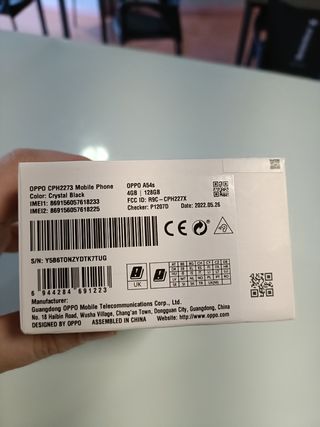 OPPO CPH2273 Mobile Phone OPPO A54s
Color: Crystal Black 4GB | 128GB
IMEI1: 869156057618233 FCC ID: R9C-CPH227X
IMEI2: 869156057618225 Checker: P1207D Date: 2022.05.26
CE
S/N: Y5B6TONZYDTK7TUG
UK
6 944284 691223
Manufacturer:
Guangdong OPPO Mobile Telecommunications Corp., Ltd.
No. 18 Haibin Road, Wusha Village, Chang'an Town, Dongguan City, Guangdong, China
DESIGNED BY OPPO ASSEMBLED IN CHINA Website: http://www.oppo.com